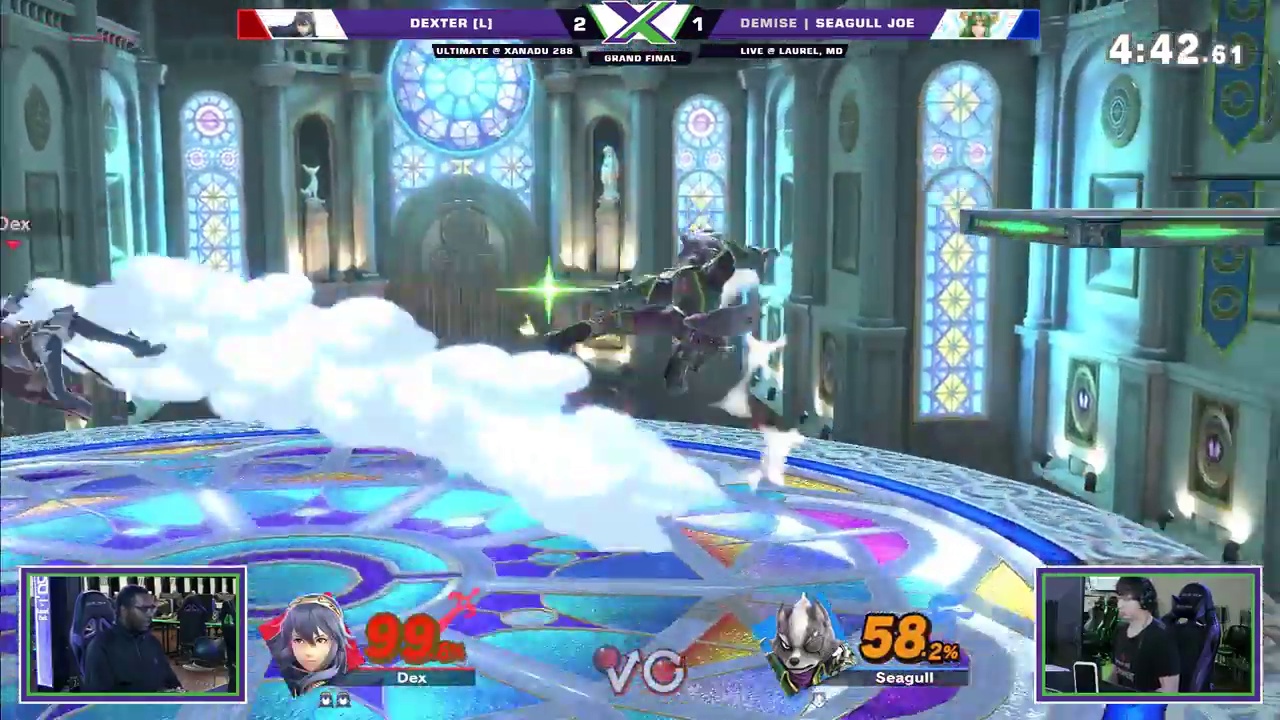 DEXTER [L]
2
1
DEMISE | SEAGULL JOE
ULTIMATE @ XANADU 288
GRAND FINAL
LIVE @ LAUREL, MD
4:42.61
Dex
99
58.2%
Dex
Seagull